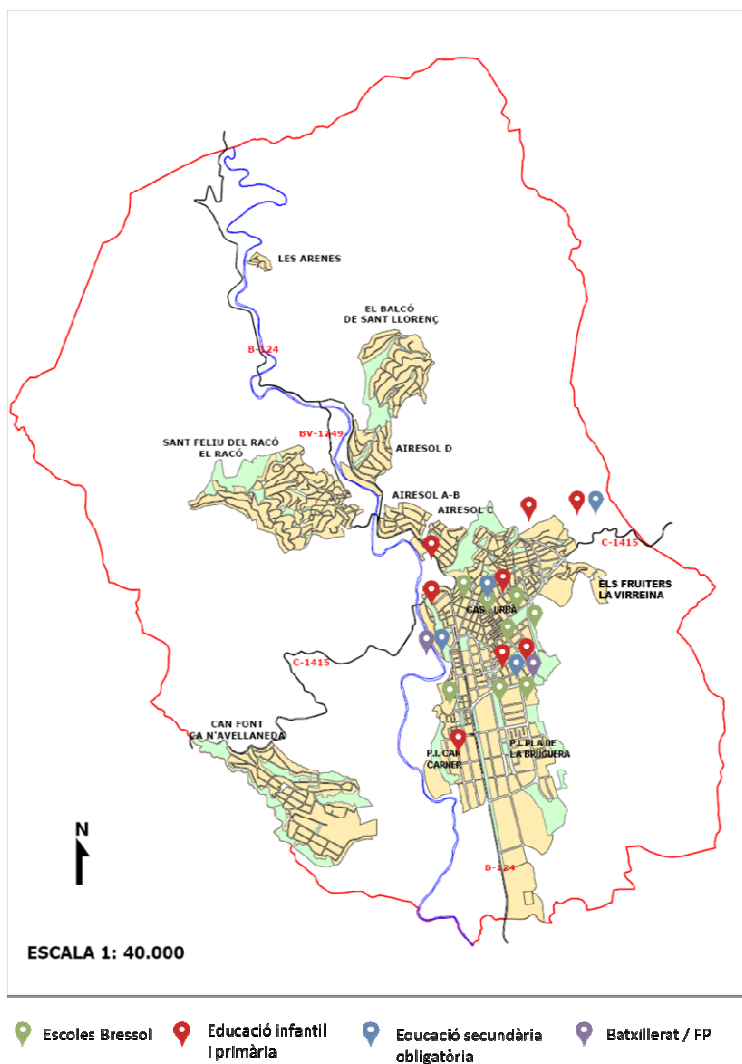 LES ARENES
EL BALCÓ
DE SANT LLORENÇ
B-124
BV-1249
SANT FELIU DEL RACÓ
EL RACÓ
AIRESOL D
AIRESOL A-B
AIRESOL C
C-1415
ELS FRUITERS
LA VIRREINA
CAS URBÀ
C-1415
CAN FONT
CA N'AVELLANEDA
P.I. CAN
CARNER
P.I. PLA DE
LA BRUGUERA
N
B-124
ESCALA 1: 40.000
Escoles Bressol
Educació infantil
i primària
Educació secundària
obligatòria
Batxillerat / FP